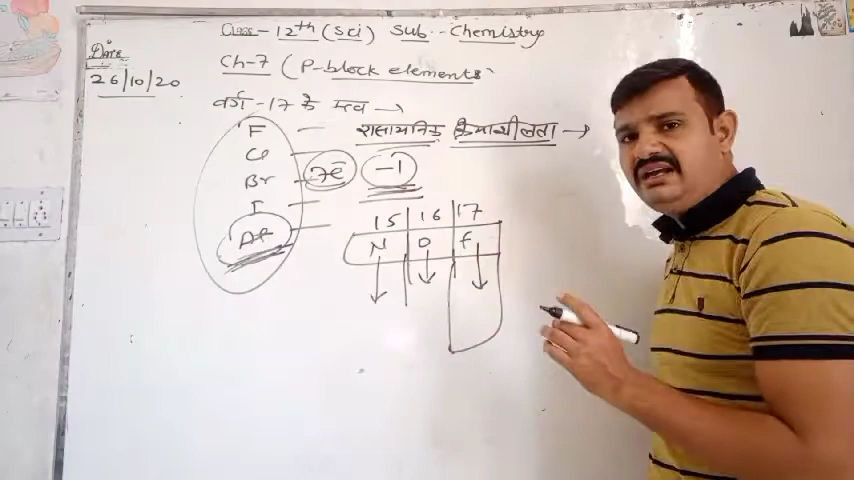 Class-12th (Sci) Sub-- Chemistry
Date
26/10/20
Ch-7 (P-block elements
वर्ग -17 के तत्व →
F
रासायनिक क्रियाशीलता →
Cl
Br
7e̅
-1
I
At
15 16 17
N O F